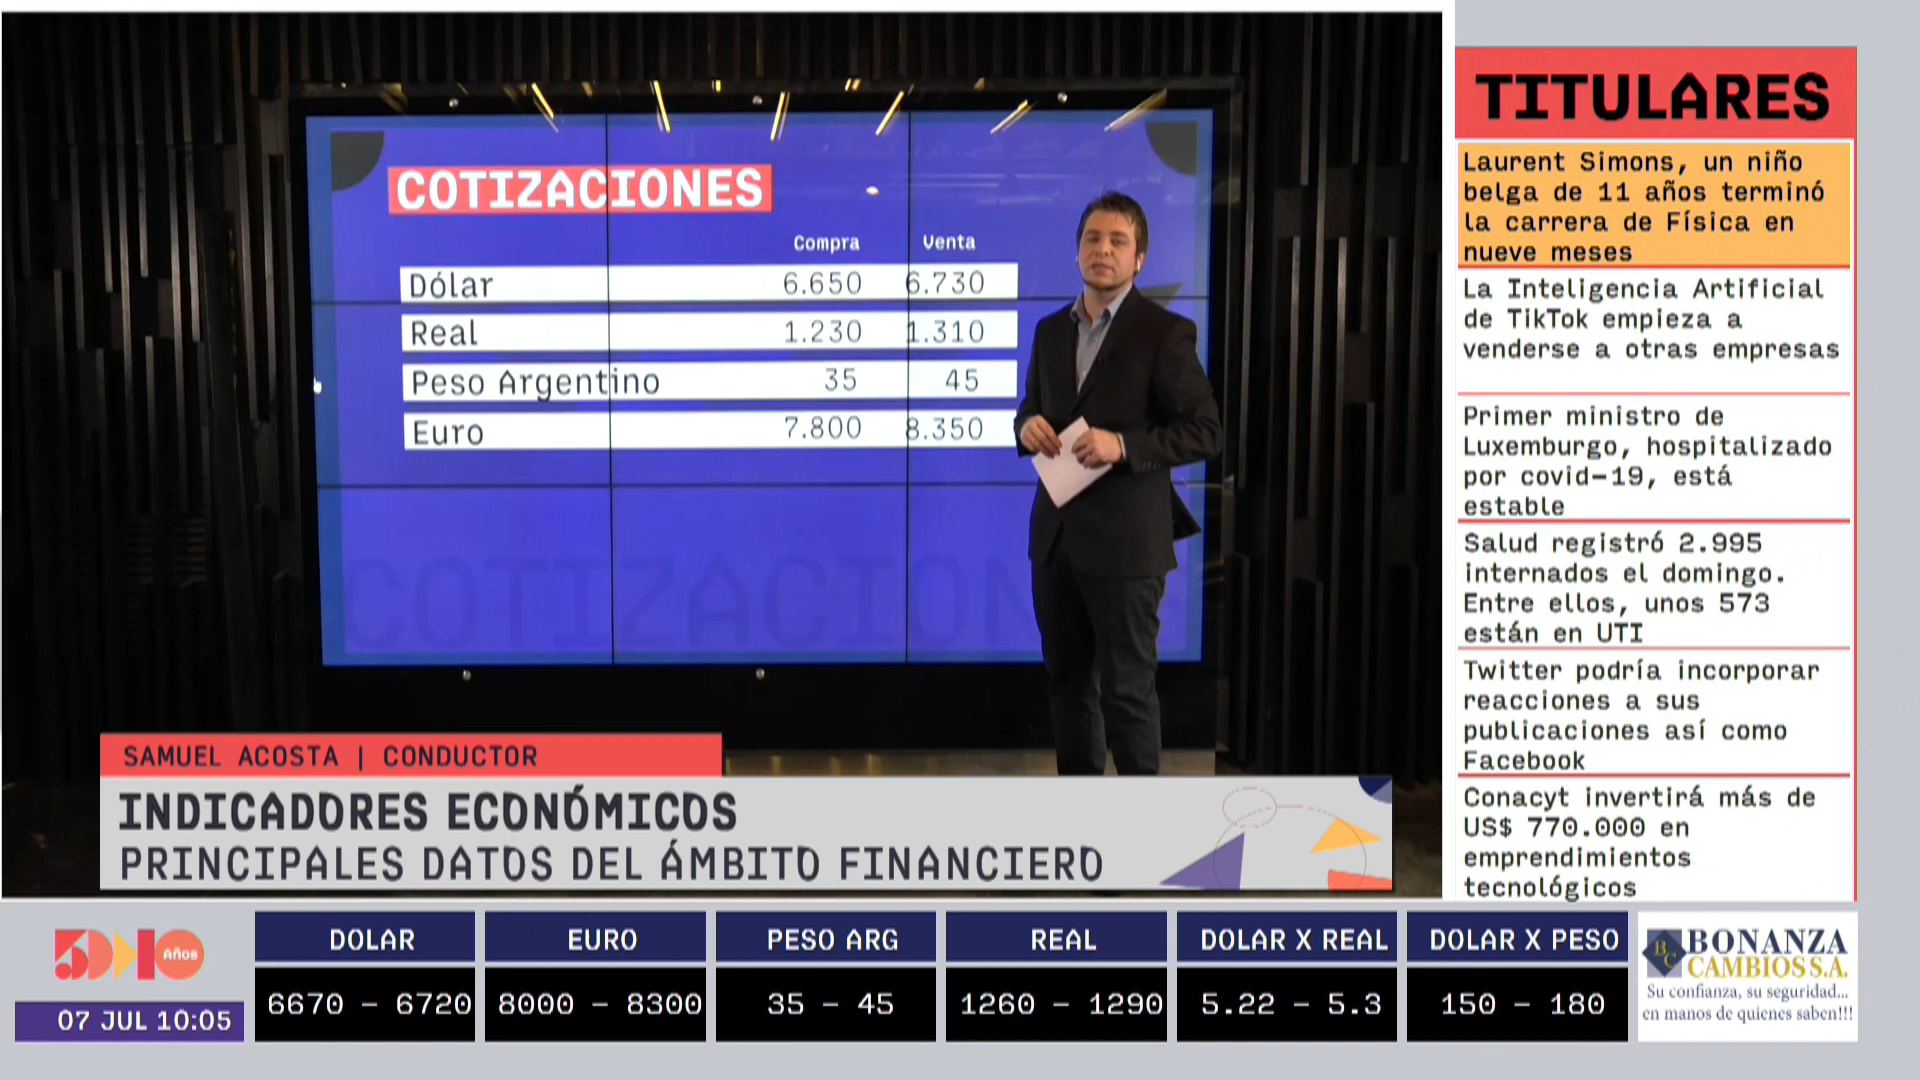 COTIZACIONES
Compra Venta
Dólar 6.650 6.730
Real 1.230 1.310
Peso Argentino 35 45
Euro 7.800 8.350
COTIZACION
SAMUEL ACOSTA | CONDUCTOR
INDICADORES ECONÓMICOS
PRINCIPALES DATOS DEL ÁMBITO FINANCIERO
TITULARES
Laurent Simons, un niño
belga de 11 años terminó
la carrera de Física en
nueve meses
La Inteligencia Artificial
de TikTok empieza a
venderse a otras empresas
Primer ministro de
Luxemburgo, hospitalizado
por covid-19, está
estable
Salud registró 2.995
internados el domingo.
Entre ellos, unos 573
están en UTI
Twitter podría incorporar
reacciones a sus
publicaciones así como
Facebook
Conacyt invertirá más de
US$ 770.000 en
emprendimientos
tecnológicos
5D10 Años
07 JUL 10:05
DOLAR EURO PESO ARG REAL DOLAR X REAL DOLAR X PESO
6670 - 6720 8000 - 8300 35 - 45 1260 - 1290 5.22 - 5.3 150 - 180
BC BONANZA
CAMBIOS S.A.
Su confianza, su seguridad...
en manos de quienes saben!!!